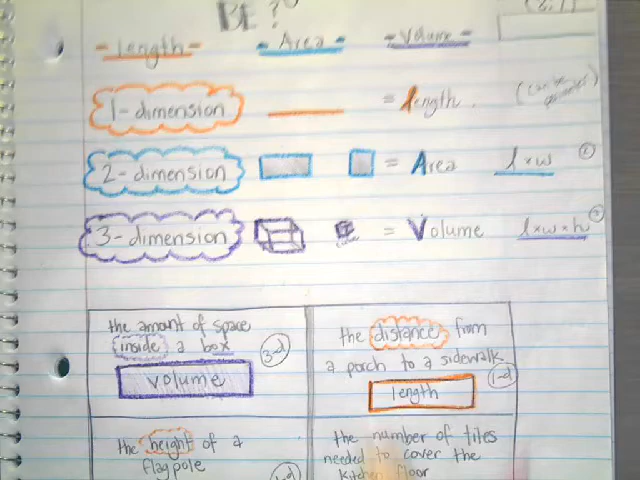 BE?
- Length - - Area - - Volume -
1-dimension = length (can be
2-dimension = Area l x w
3-dimension = Volume l x w x h
the amount of space
inside a box 3-d
volume
the distance from
a porch to a sidewalk
length 1-d
the height of a
flagpole
the number of tiles
needed to cover the
kitchen floor